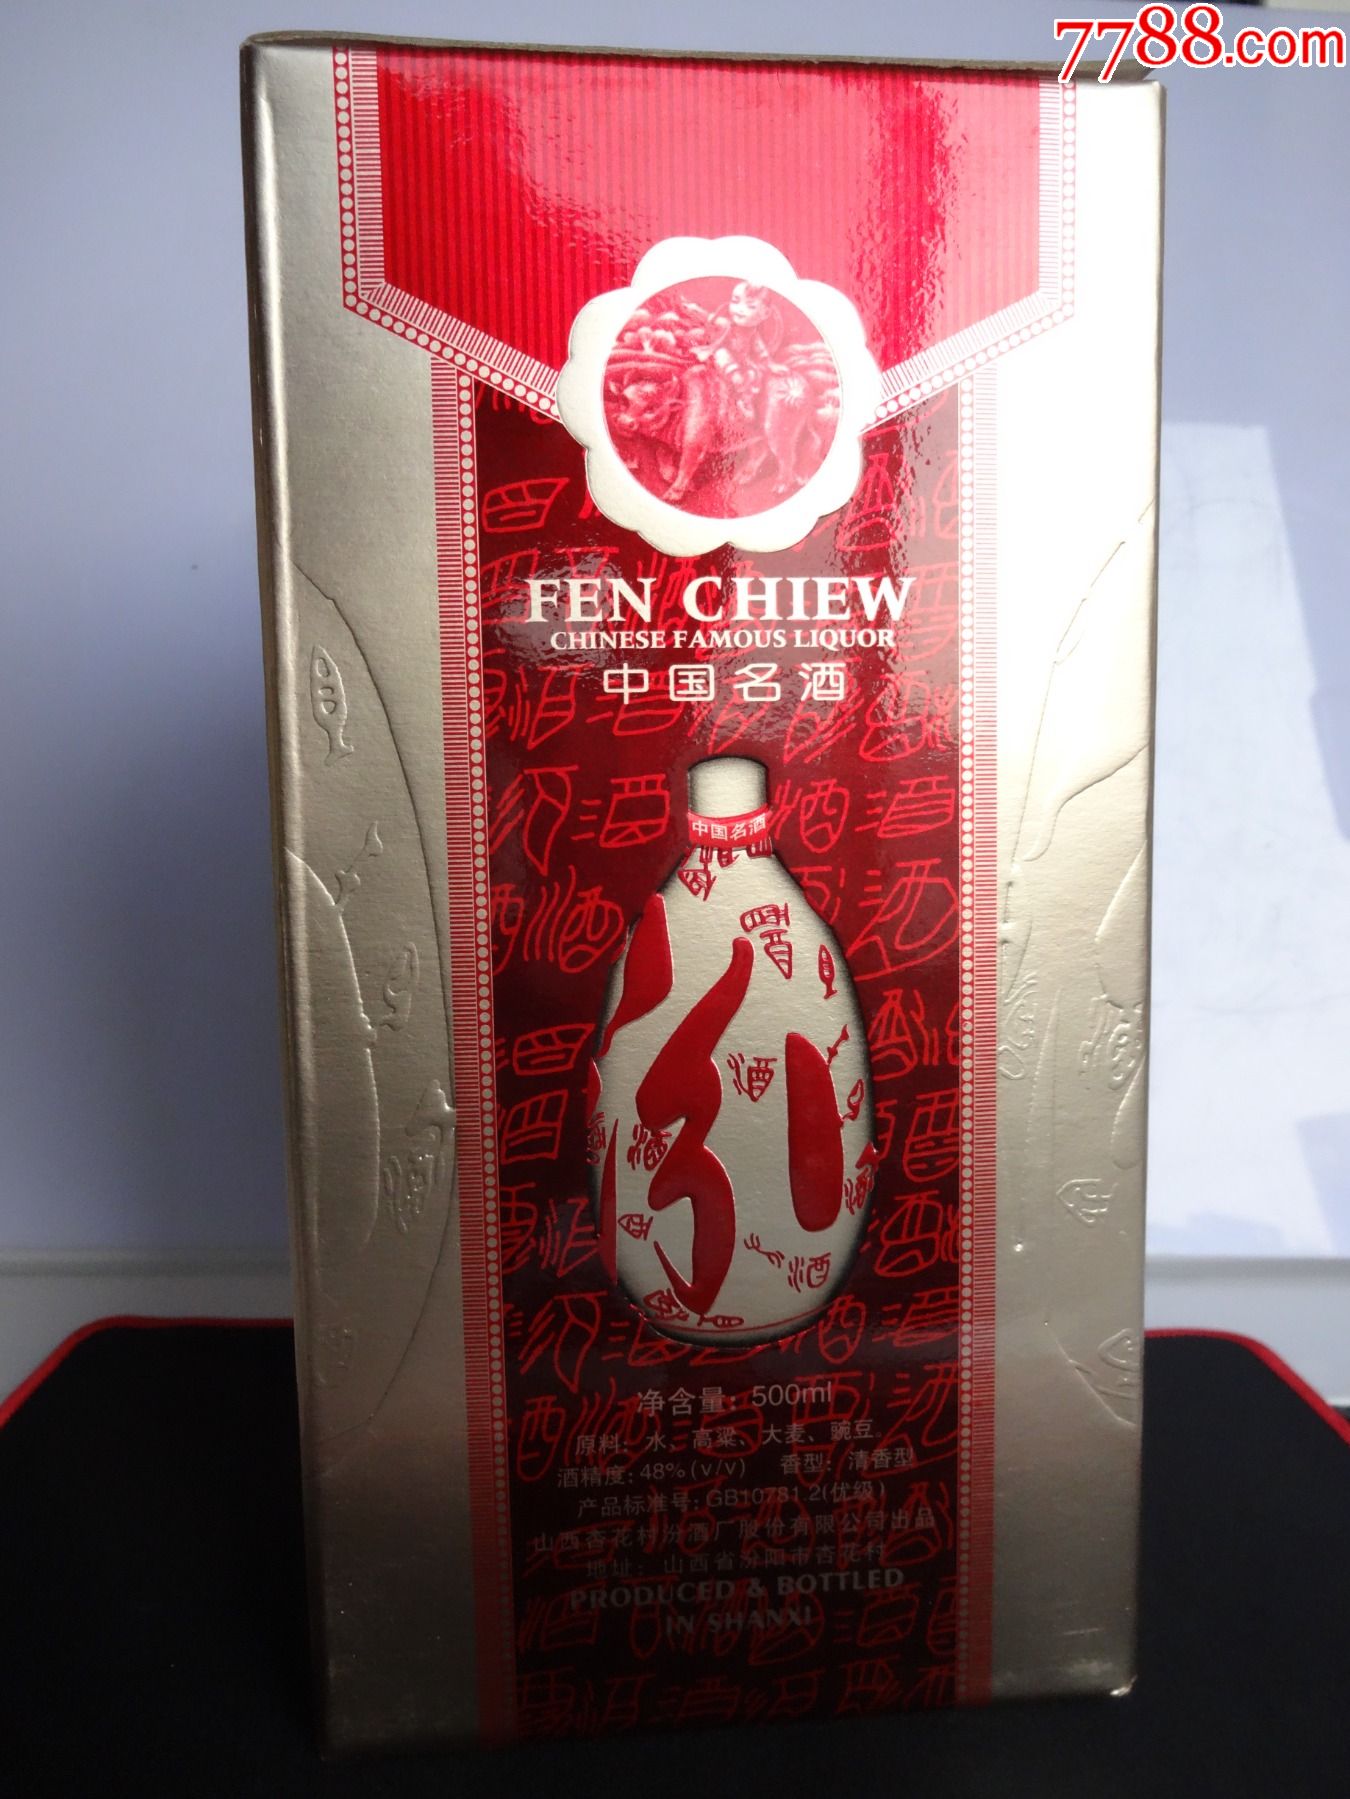 7788.com
FEN CHIEW
CHINESE FAMOUS LIQUOR
中国名酒
中国名酒
汾
酒
酒
酒
净含量：500ml
原料：水、高粱、大麦、豌豆。
酒精度：48%(v/v) 香型：清香型
产品标准号：GB10781.2(优级)
山西杏花村汾酒厂股份有限公司出品
地址：山西省汾阳市杏花村
PRODUCED & BOTTLED
IN SHANXI